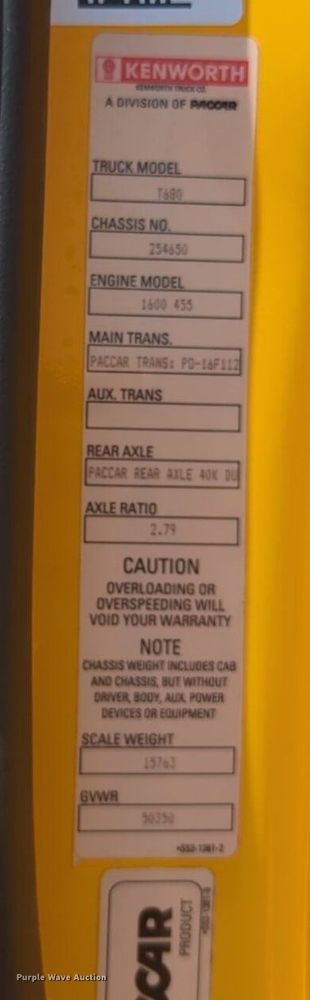 KENWORTH
KENWORTH TRUCK CO.
A DIVISION OF PACCAR
TRUCK MODEL
T680
CHASSIS NO.
254650
ENGINE MODEL
1600 455
MAIN TRANS.
PACCAR TRANS: PO-16F112
AUX. TRANS
REAR AXLE
PACCAR REAR AXLE 40K DU
AXLE RATIO
2.79
CAUTION
OVERLOADING OR
OVERSPEEDING WILL
VOID YOUR WARRANTY
NOTE
CHASSIS WEIGHT INCLUDES CAB
AND CHASSIS, BUT WITHOUT
DRIVER, BODY, AUX. POWER
DEVICES OR EQUIPMENT
SCALE WEIGHT
15763
GVWR
50350
PRODUCT
Purple Wave Auction